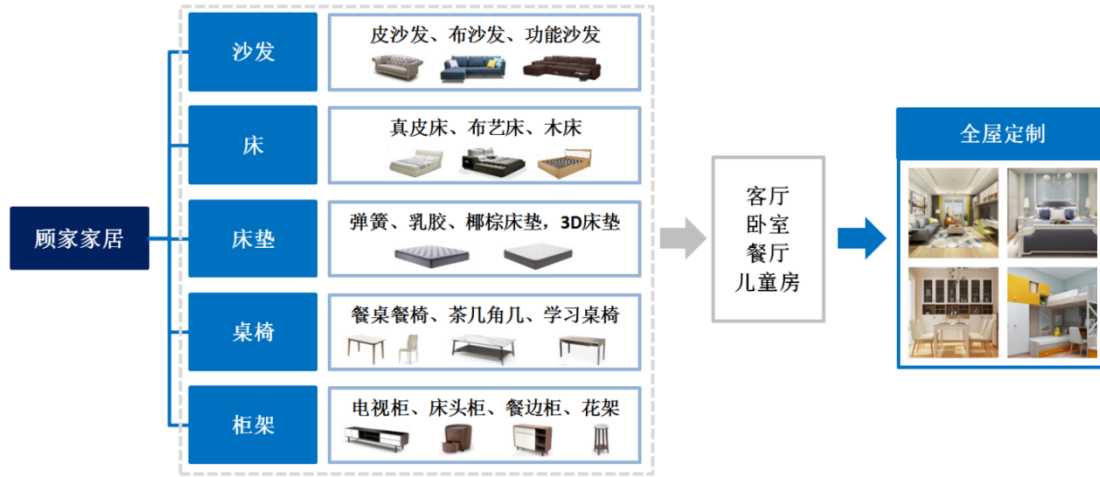 顾家家居
沙发
皮沙发、布沙发、功能沙发
床
真皮床、布艺床、木床
床垫
弹簧、乳胶、椰棕床垫，3D床垫
桌椅
餐桌餐椅、茶几角几、学习桌椅
柜架
电视柜、床头柜、餐边柜、花架
客厅
卧室
餐厅
儿童房
全屋定制